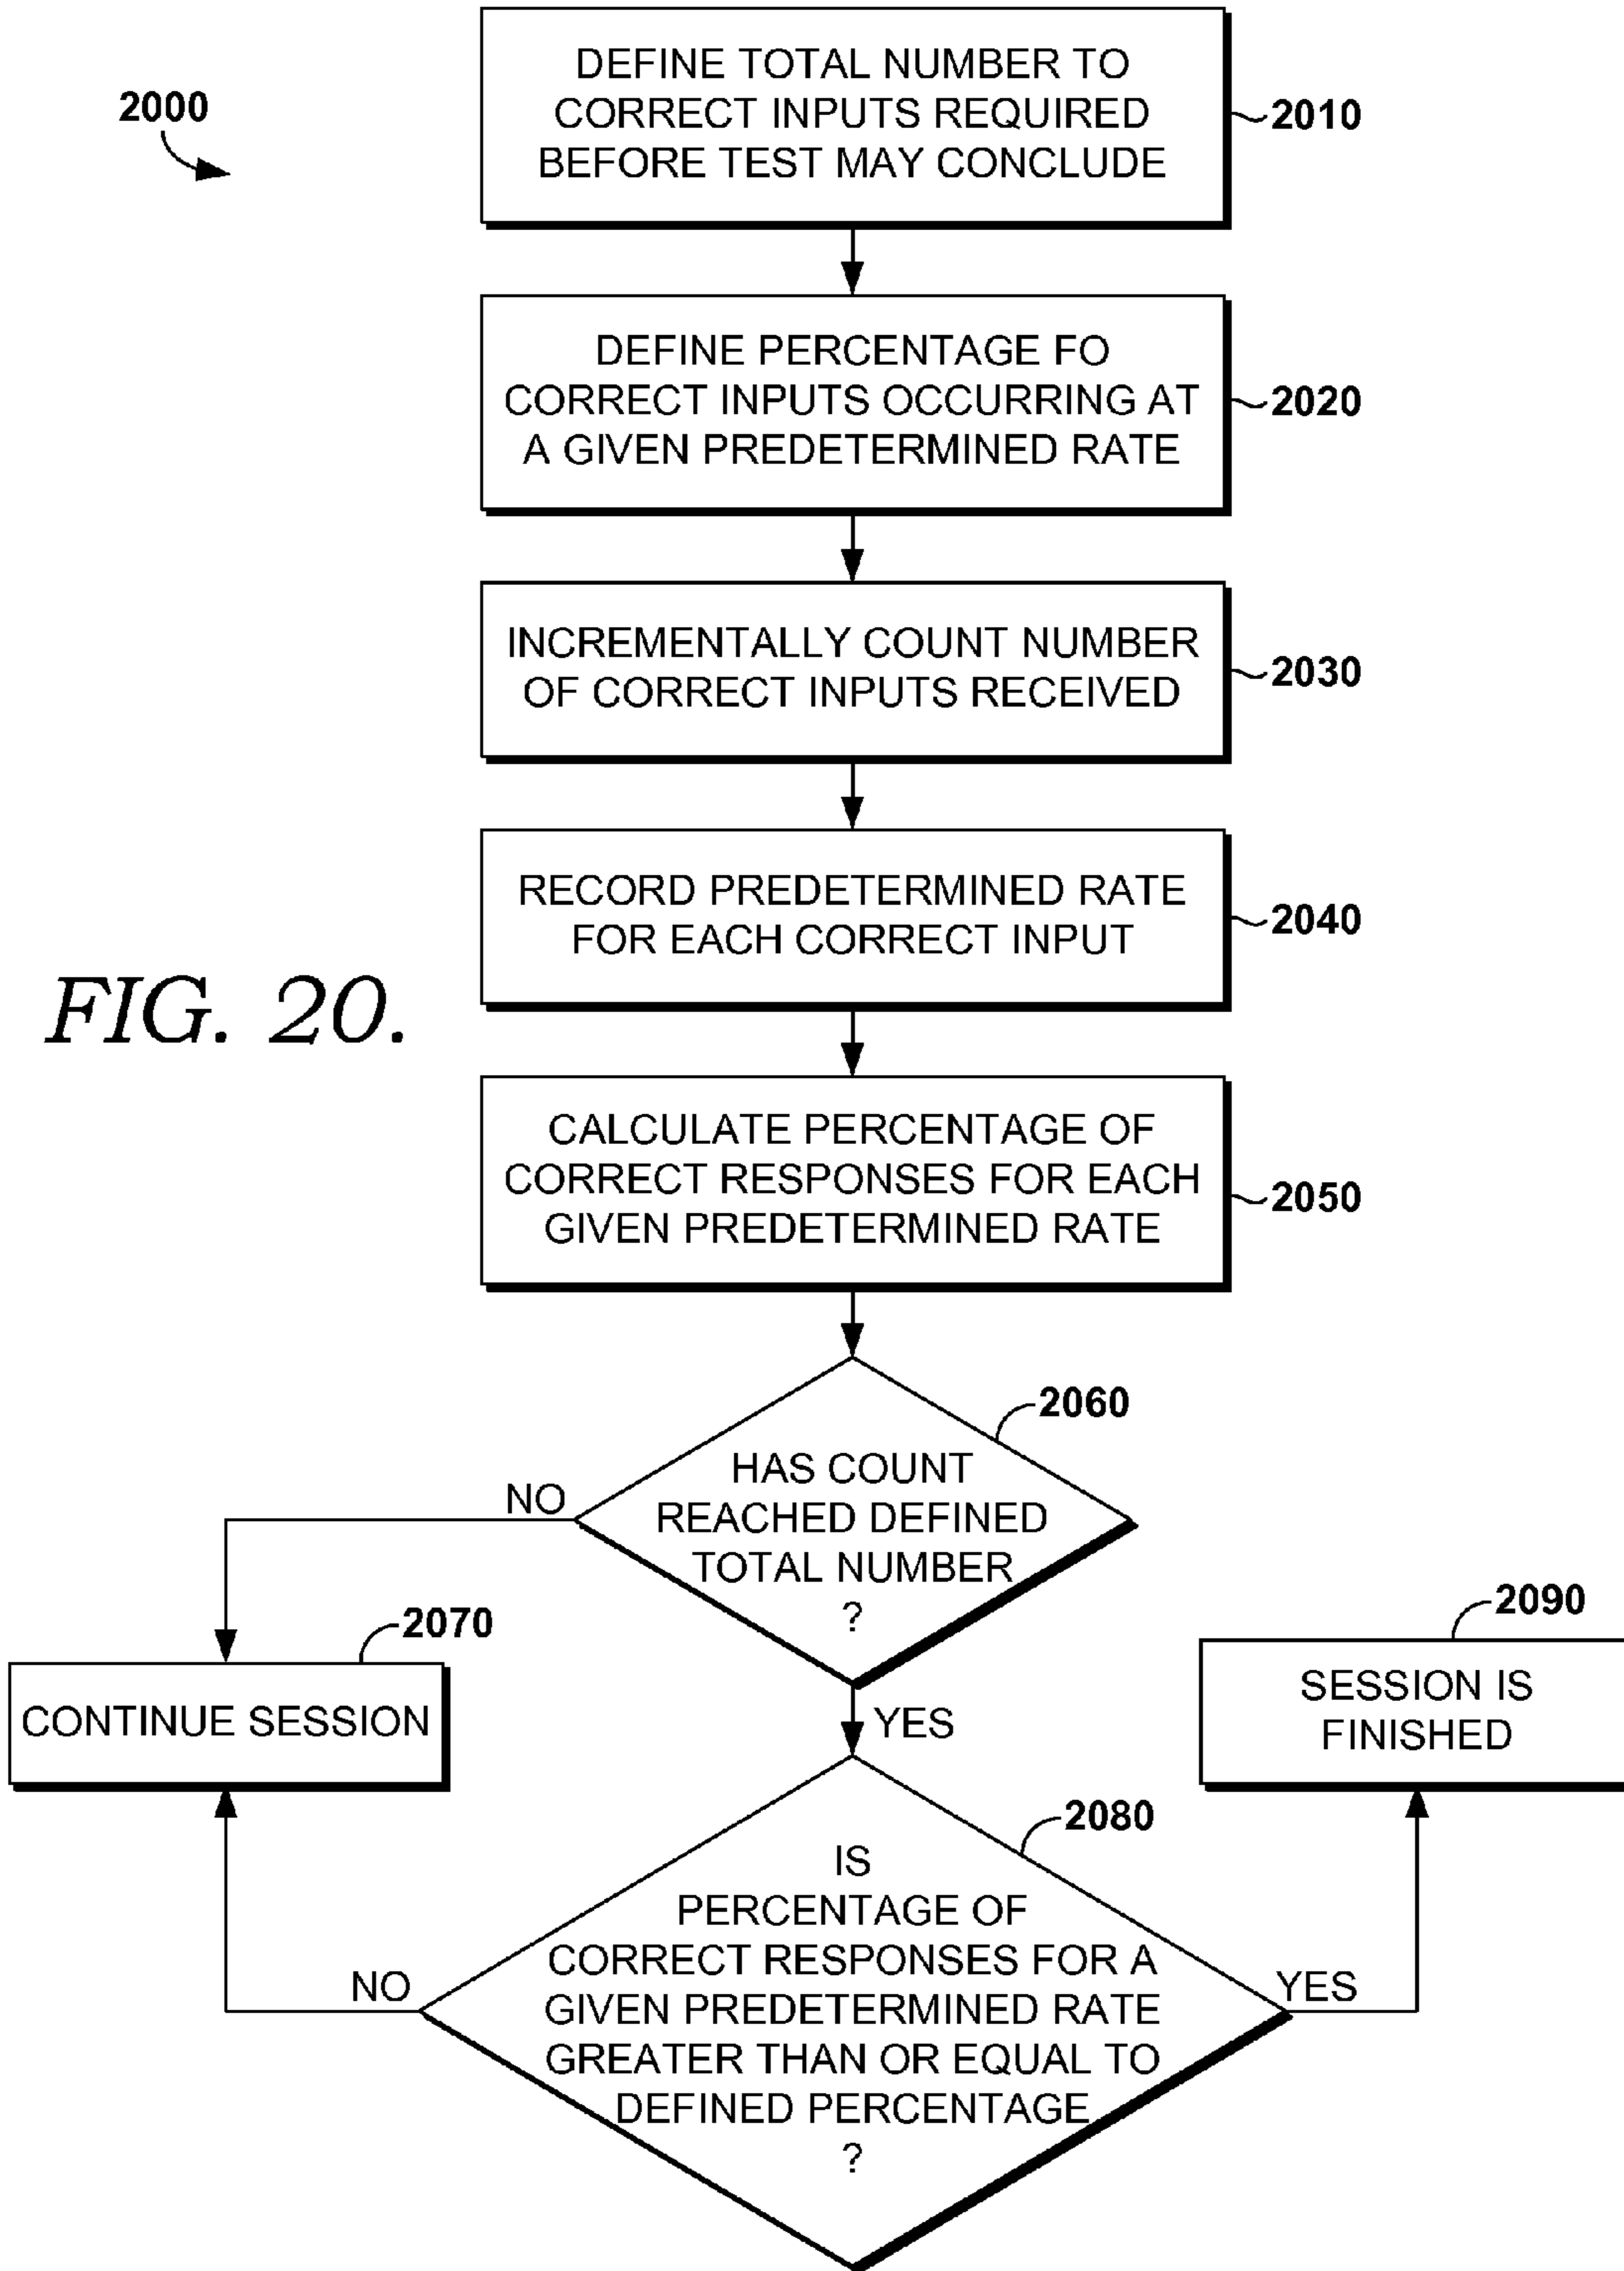 2000
DEFINE TOTAL NUMBER TO
CORRECT INPUTS REQUIRED
BEFORE TEST MAY CONCLUDE
2010
DEFINE PERCENTAGE FO
CORRECT INPUTS OCCURRING AT
A GIVEN PREDETERMINED RATE
2020
INCREMENTALLY COUNT NUMBER
OF CORRECT INPUTS RECEIVED
2030
RECORD PREDETERMINED RATE
FOR EACH CORRECT INPUT
2040
FIG. 20.
CALCULATE PERCENTAGE OF
CORRECT RESPONSES FOR EACH
GIVEN PREDETERMINED RATE
2050
2060
HAS COUNT
REACHED DEFINED
TOTAL NUMBER
?
NO
YES
2070
CONTINUE SESSION
2090
SESSION IS
FINISHED
2080
IS
PERCENTAGE OF
CORRECT RESPONSES FOR A
GIVEN PREDETERMINED RATE
GREATER THAN OR EQUAL TO
DEFINED PERCENTAGE
?
NO
YES